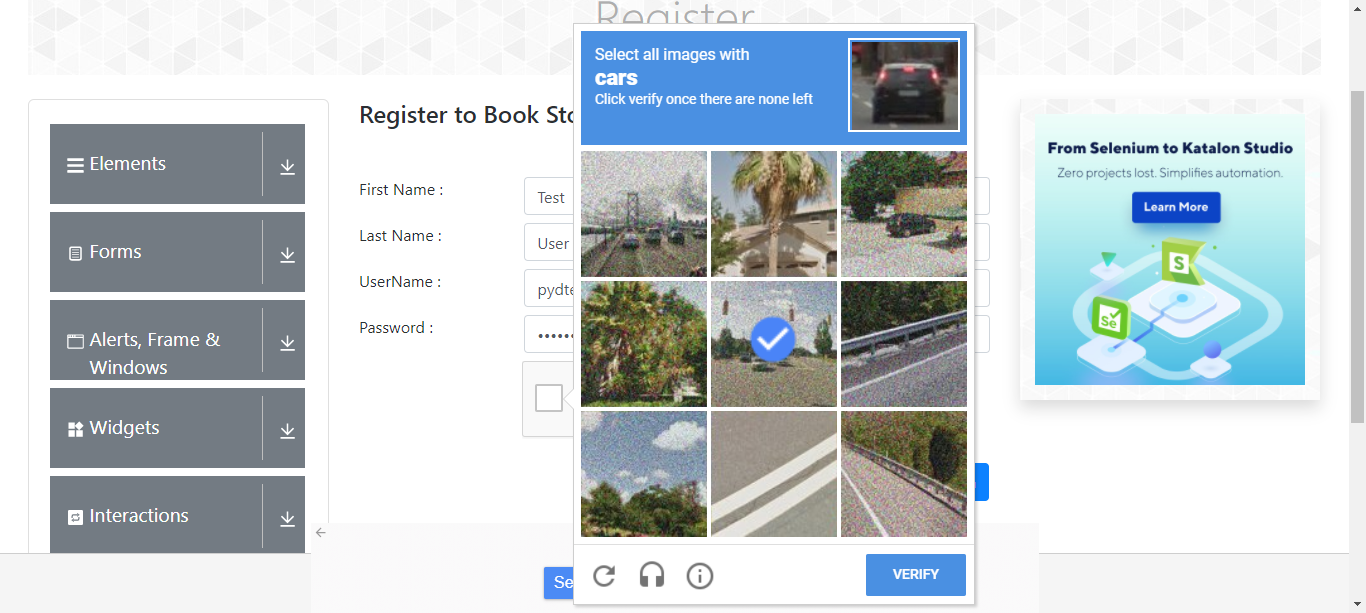 Register
Select all images with
cars
Click verify once there are none left
Elements
Forms
Alerts, Frame &
Windows
Widgets
Interactions
Register to Book Sto
First Name :
Test
Last Name :
User
UserName :
pydte
Password :
Se
VERIFY
From Selenium to Katalon Studio
Zero projects lost. Simplifies automation.
Learn More
S
Se